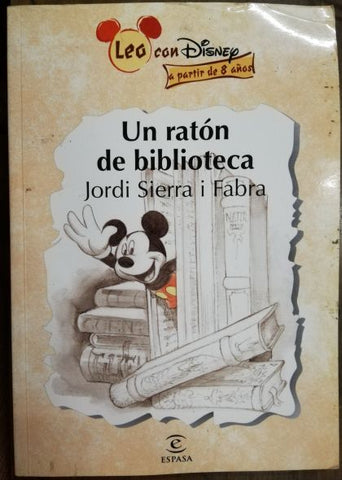 Leo con DISNEY
a partir de 8 años
Un ratón
de biblioteca
Jordi Sierra i Fabra
e
ESPASA